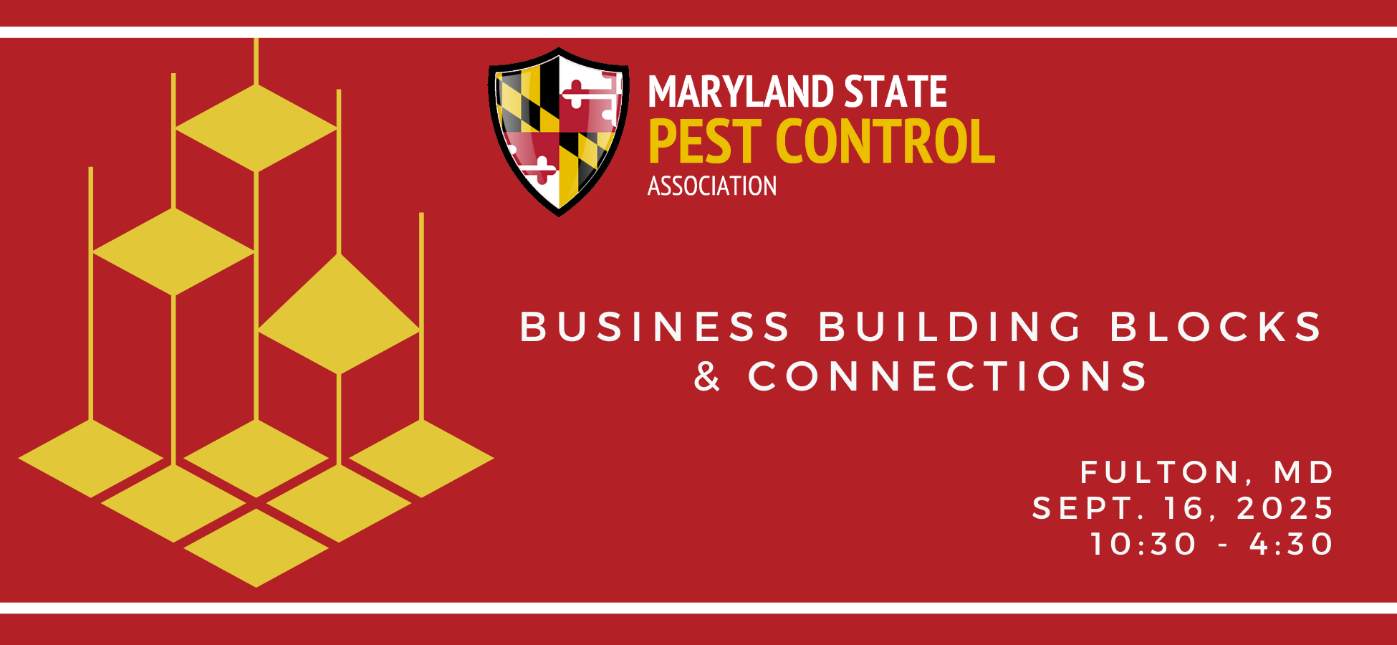 MARYLAND STATE
PEST CONTROL
ASSOCIATION
BUSINESS BUILDING BLOCKS
& CONNECTIONS
FULTON, MD
SEPT. 16, 2025
10:30 - 4:30